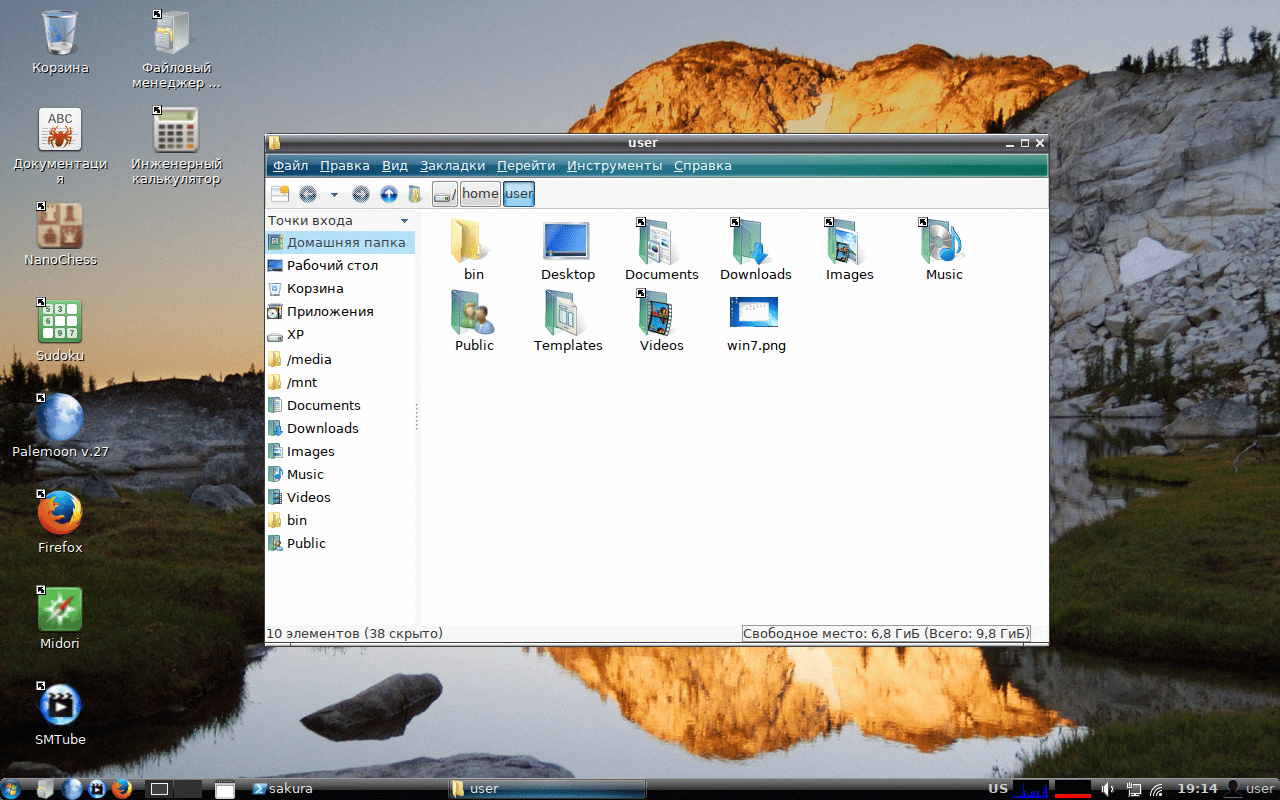 Корзина
Файловый
менеджер ...
ABC
Документаци
я
Инженерный
калькулятор
NanoChess
5 3
6
9 7
Sudoku
Palemoon v.27
Firefox
Midori
SMTube
user
Файл Правка Вид Закладки Перейти Инструменты Справка
/ home user
Точки входа
Домашняя папка
Рабочий стол
Корзина
Приложения
XP
/media
/mnt
Documents
Downloads
Images
Music
Videos
bin
Public
bin Desktop Documents Downloads Images Music
Public Templates Videos win7.png
10 элементов (38 скрыто)
Свободное место: 6,8 ГиБ (Всего: 9,8 ГиБ)
sakura user US 19:14 user